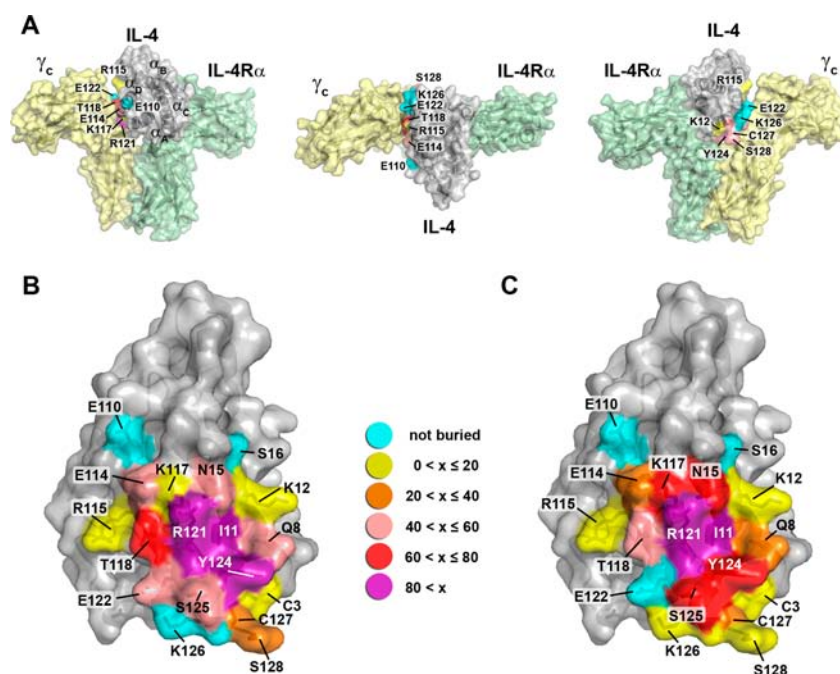 A
IL-4
γc
R115
αB
αD
IL-4Rα
E122
T118
E110
E114
αC
K117
αA
R121
γc
S128
K126
E122
T118
R115
E114
E110
IL-4
IL-4Rα
IL-4Rα
IL-4
γc
R115
E122
K12
K126
C127
Y124
S128
B
E110
S16
K117
N15
E114
K12
R115
R121
I11
Q8
T118
Y124
E122
S125
C3
C127
K126
S128
not buried
0 < x ≤ 20
20 < x ≤ 40
40 < x ≤ 60
60 < x ≤ 80
80 < x
C
E110
S16
K117
N15
E114
K12
R115
R121
I11
Q8
T118
Y124
E122
S125
C3
C127
K126
S128